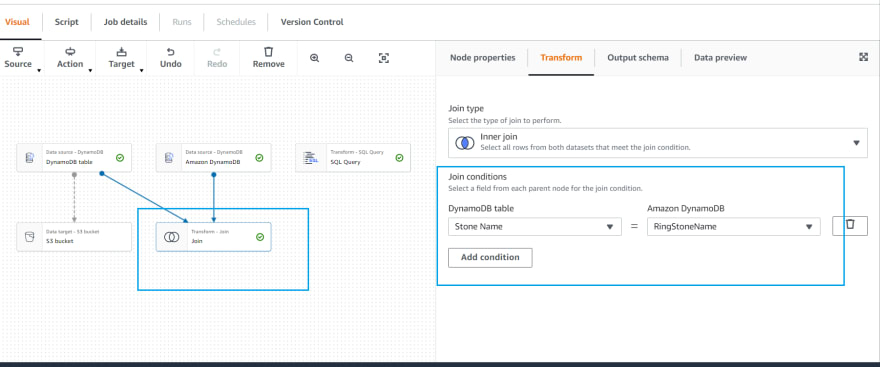 Visual Script Job details Runs Schedules Version Control
Source Action Target Undo Redo Remove
Node properties Transform Output schema Data preview
Data source - DynamoDB
DynamoDB table
Data source - DynamoDB
Amazon DynamoDB
Transform - SQL Query
SQL Query
Data target - S3 bucket
S3 bucket
Transform - Join
Join
Join type
Select the type of join to perform.
Inner join
Select all rows from both datasets that meet the join condition.
Join conditions
Select a field from each parent node for the join condition.
DynamoDB table Amazon DynamoDB
Stone Name = RingStoneName
Add condition